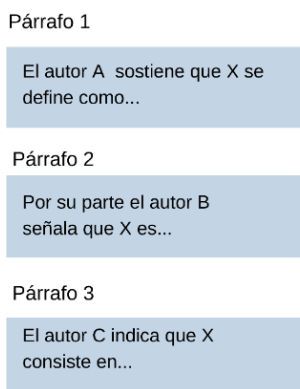 Párrafo 1
El autor A sostiene que X se
define como...
Párrafo 2
Por su parte el autor B
señala que X es...
Párrafo 3
El autor C indica que X
consiste en...